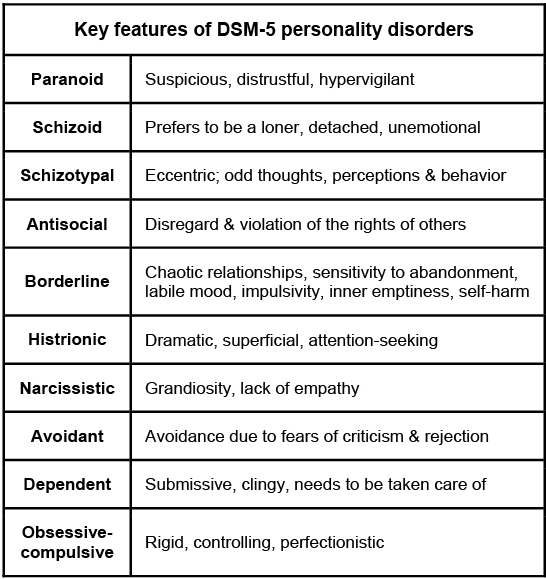 Key features of DSM-5 personality disorders
Paranoid
Suspicious, distrustful, hypervigilant
Schizoid
Prefers to be a loner, detached, unemotional
Schizotypal
Eccentric; odd thoughts, perceptions & behavior
Antisocial
Disregard & violation of the rights of others
Borderline
Chaotic relationships, sensitivity to abandonment,
labile mood, impulsivity, inner emptiness, self-harm
Histrionic
Dramatic, superficial, attention-seeking
Narcissistic
Grandiosity, lack of empathy
Avoidant
Avoidance due to fears of criticism & rejection
Dependent
Submissive, clingy, needs to be taken care of
Obsessive-
compulsive
Rigid, controlling, perfectionistic